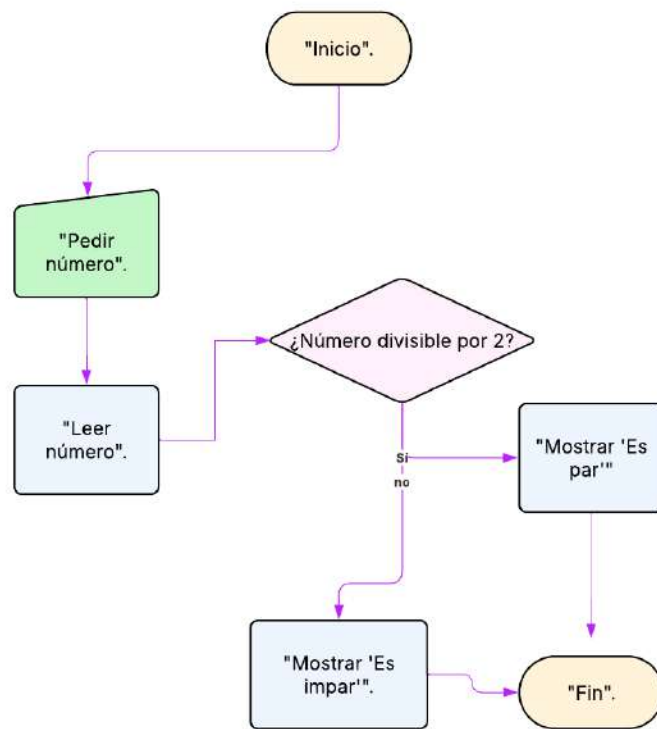 "Inicio".
"Pedir
número".
¿Número divisible por 2?
"Leer
número".
Si
no
"Mostrar 'Es
par'"
"Mostrar 'Es
impar'".
"Fin".